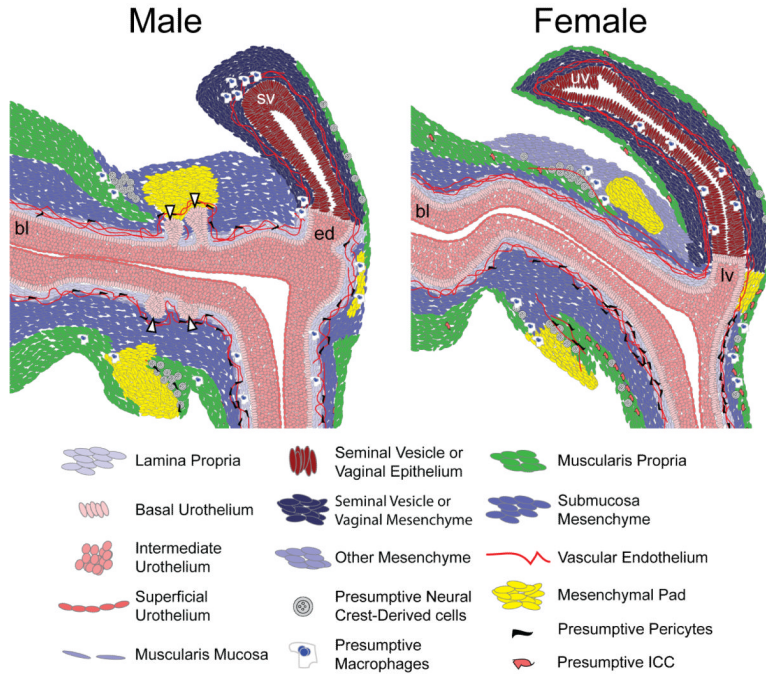 Male
Female
sv
uv
bl
ed
bl
lv
Lamina Propria
Basal Urothelium
Intermediate
Urothelium
Superficial
Urothelium
Muscularis Mucosa
Seminal Vesicle or
Vaginal Epithelium
Seminal Vesicle or
Vaginal Mesenchyme
Other Mesenchyme
Presumptive Neural
Crest-Derived cells
Presumptive
Macrophages
Muscularis Propria
Submucosa
Mesenchyme
Vascular Endothelium
Mesenchymal Pad
Presumptive Pericytes
Presumptive ICC